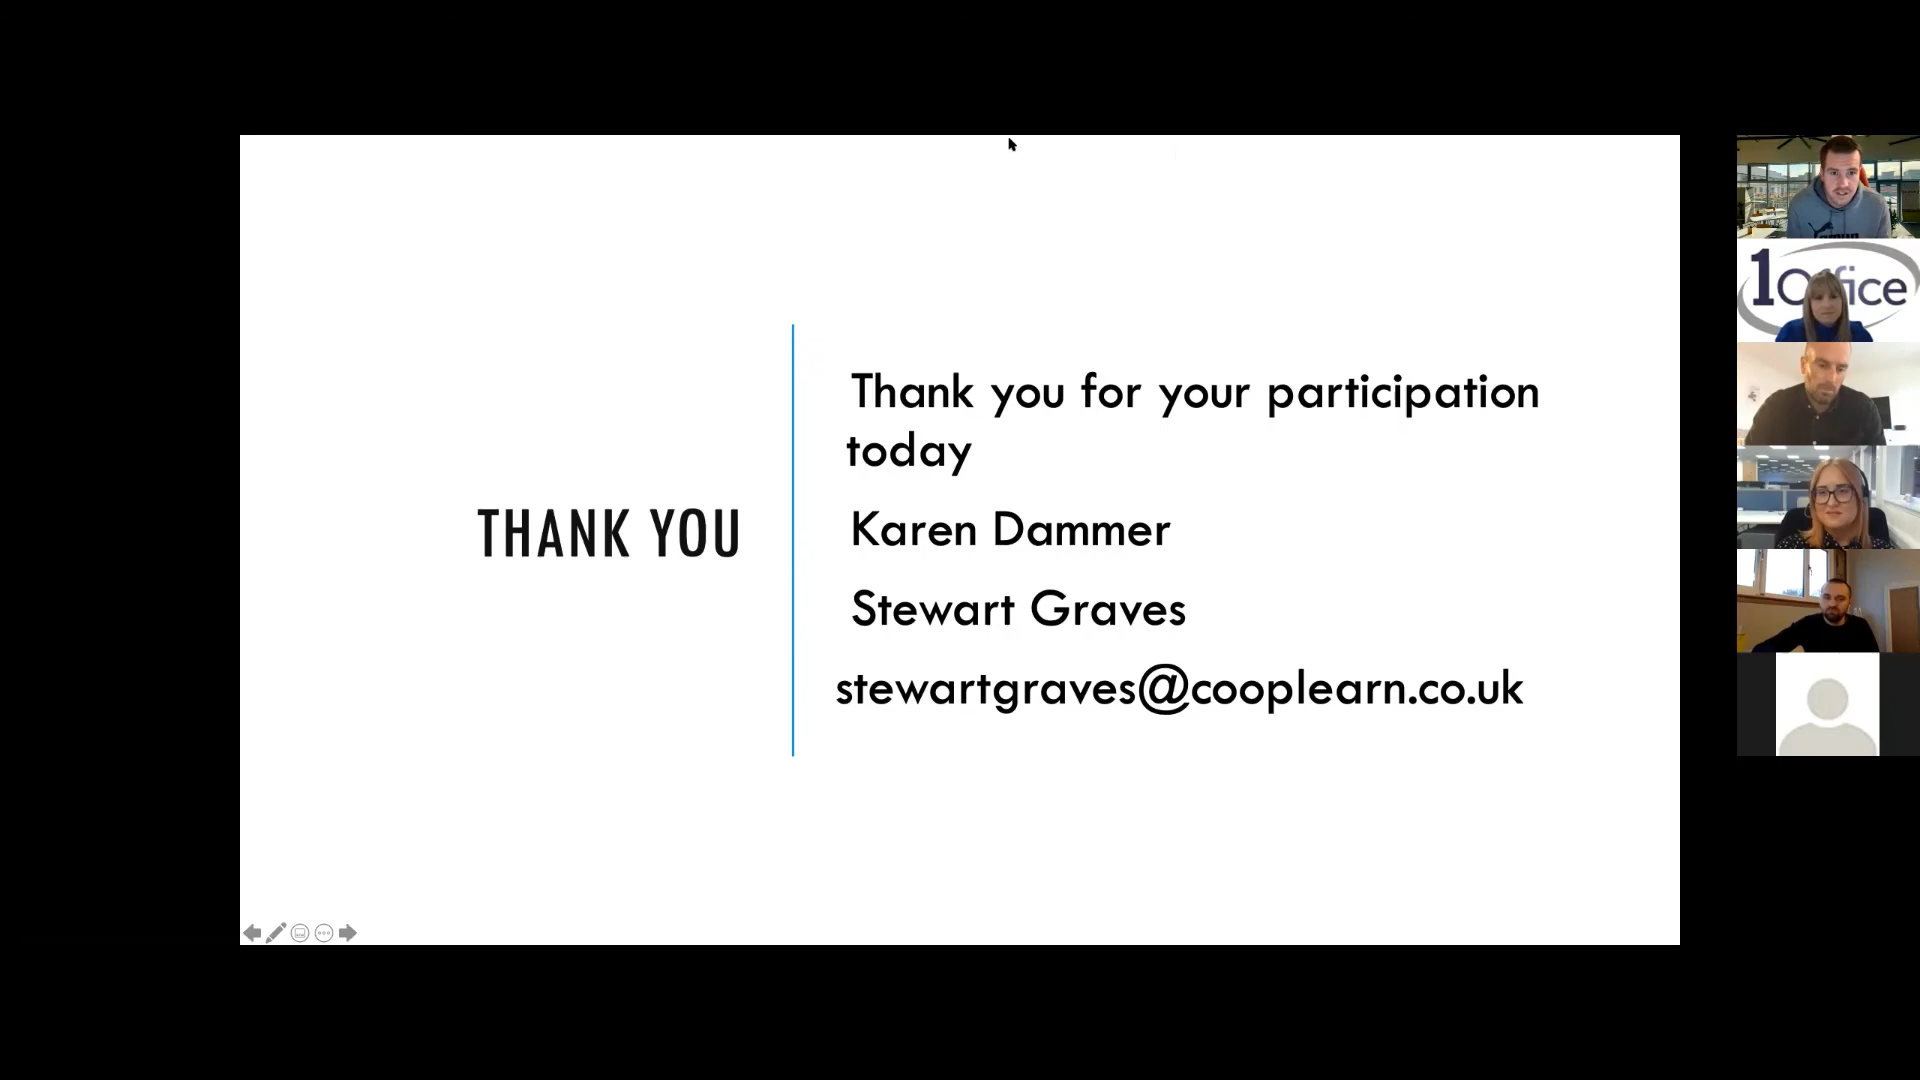 THANK YOU
Thank you for your participation
today
Karen Dammer
Stewart Graves
stewartgraves@cooplearn.co.uk
1Office